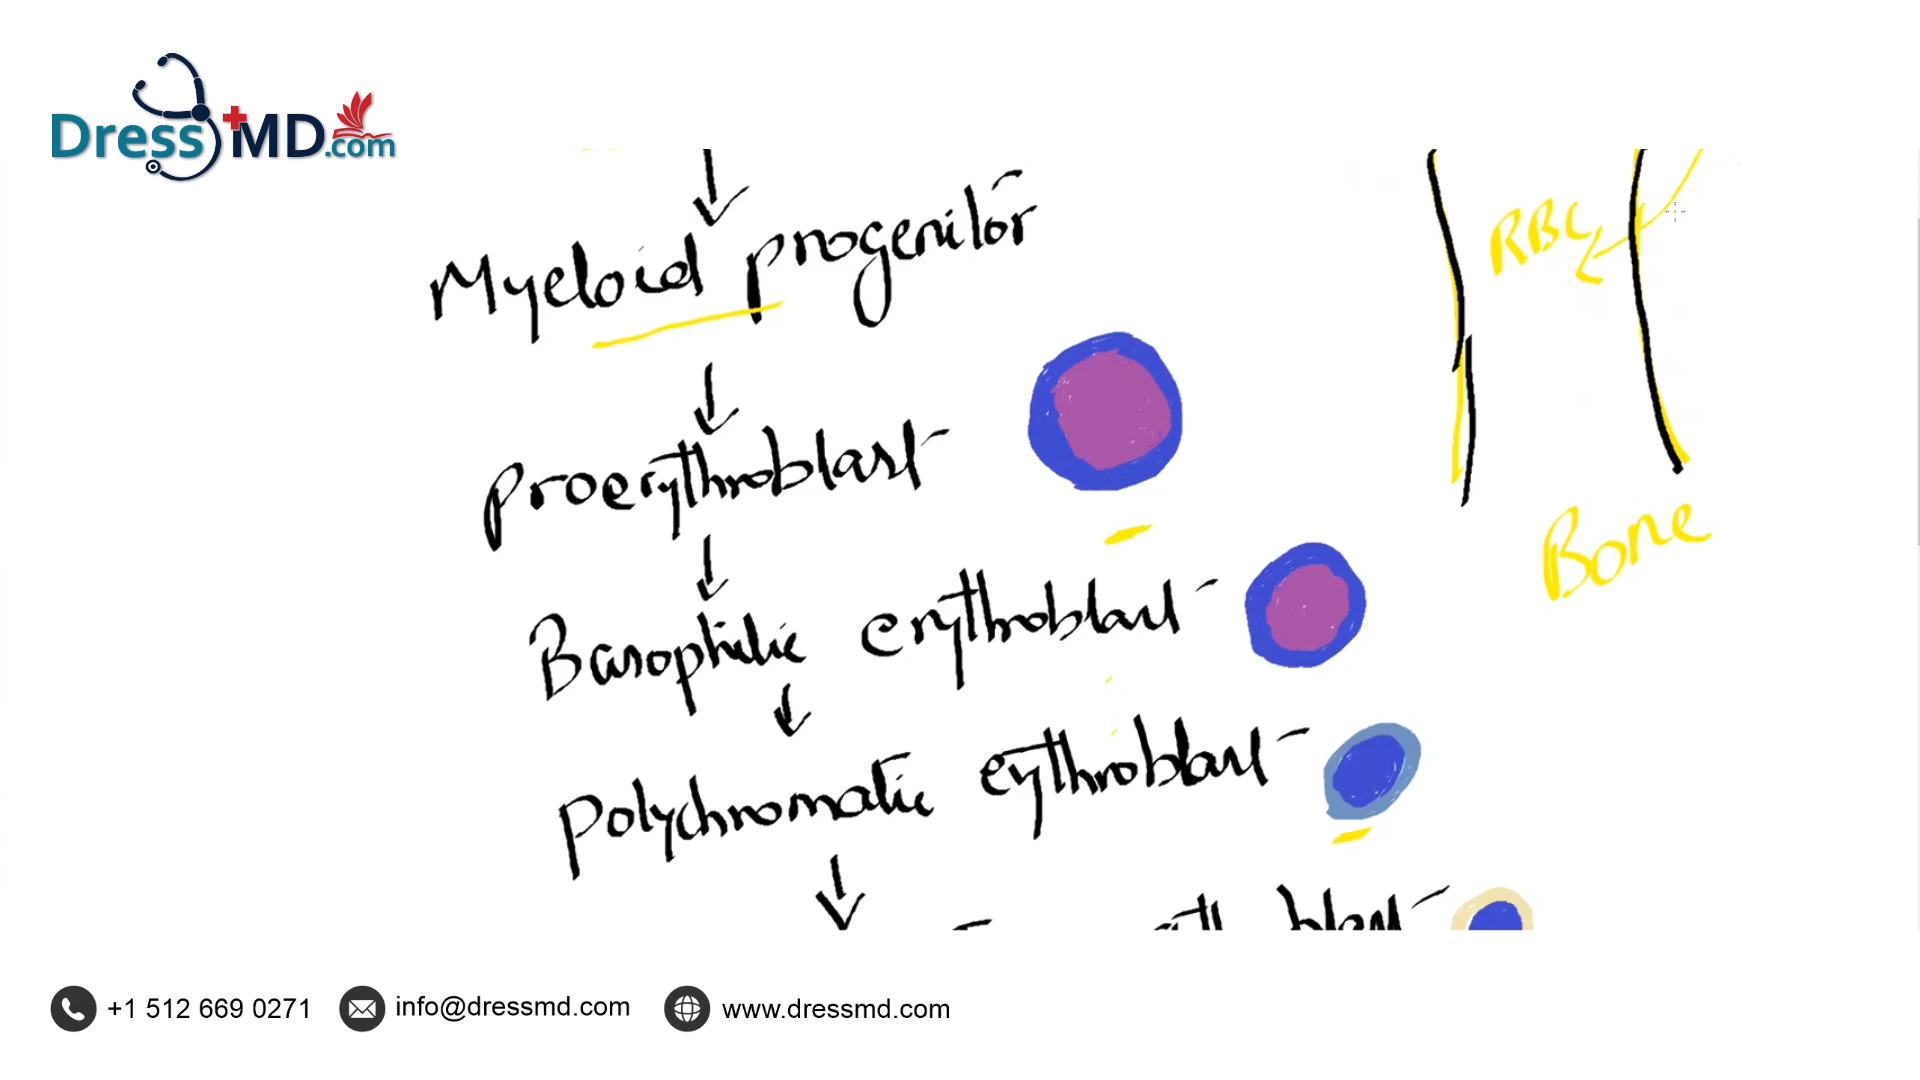 DressMD.com
Myeloid progenitor
RBC
Proerythroblast
Bone
Basophilic erythroblast
Polychromatic erythroblast
+1 512 669 0271
info@dressmd.com
www.dressmd.com